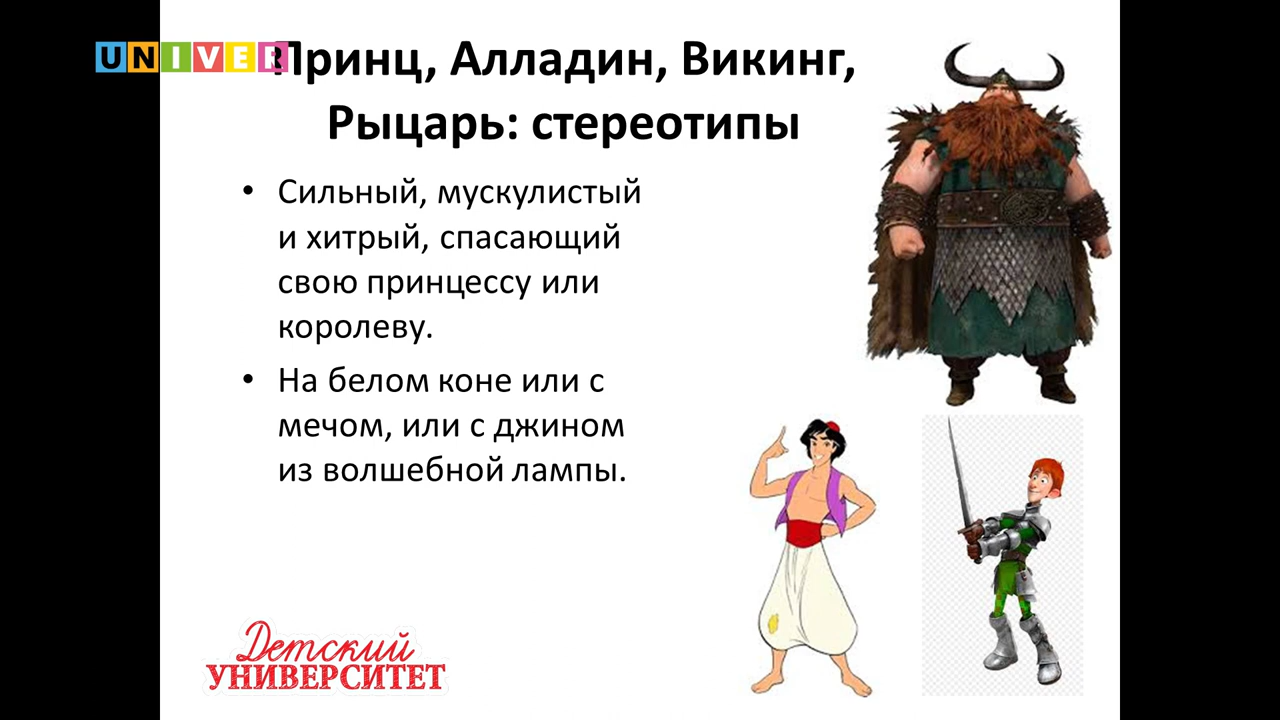 UNIVER
Принц, Алладин, Викинг,
Рыцарь: стереотипы
• Сильный, мускулистый
и хитрый, спасающий
свою принцессу или
королеву.
• На белом коне или с
мечом, или с джином
из волшебной лампы.
Детский
УНИВЕРСИТЕТ